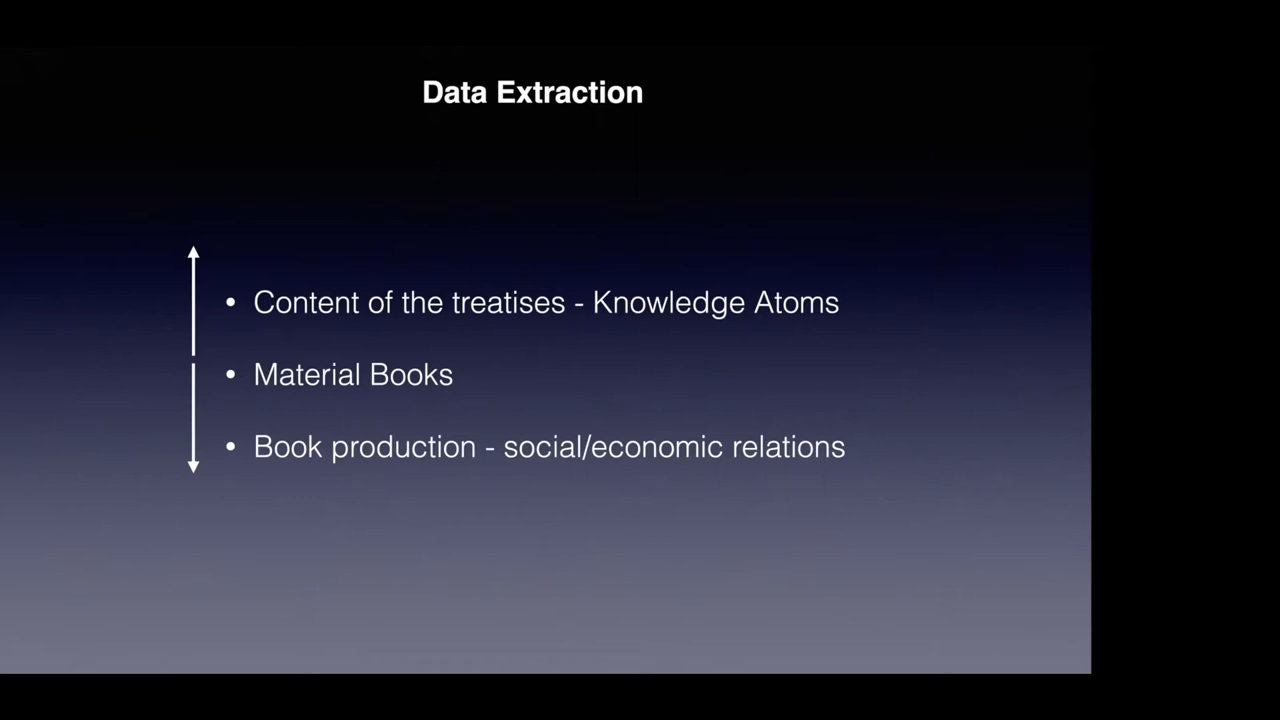 Data Extraction
• Content of the treatises - Knowledge Atoms
• Material Books
• Book production - social/economic relations